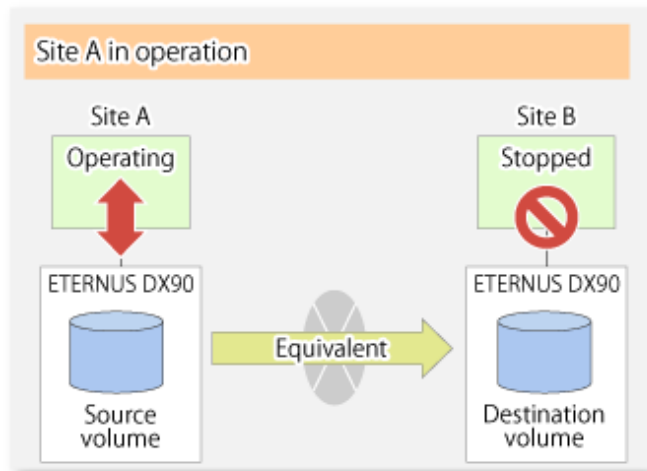 Site A in operation
Site A
Site B
Operating
Stopped
ETERNUS DX90
ETERNUS DX90
Equivalent
Source
volume
Destination
volume